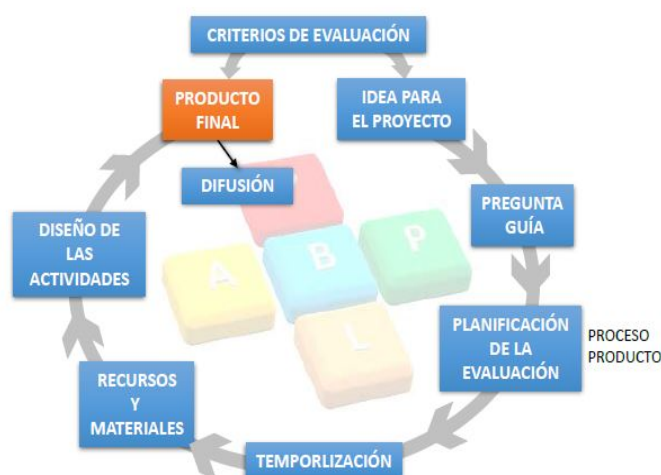 CRITERIOS DE EVALUACIÓN
PRODUCTO
FINAL
IDEA PARA
EL PROYECTO
DIFUSIÓN
P
PREGUNTA
GUÍA
DISEÑO DE
LAS
ACTIVIDADES
A
B
P
L
PLANIFICACIÓN
DE LA
EVALUACIÓN
PROCESO
PRODUCTO
RECURSOS
Y
MATERIALES
TEMPORLIZACIÓN